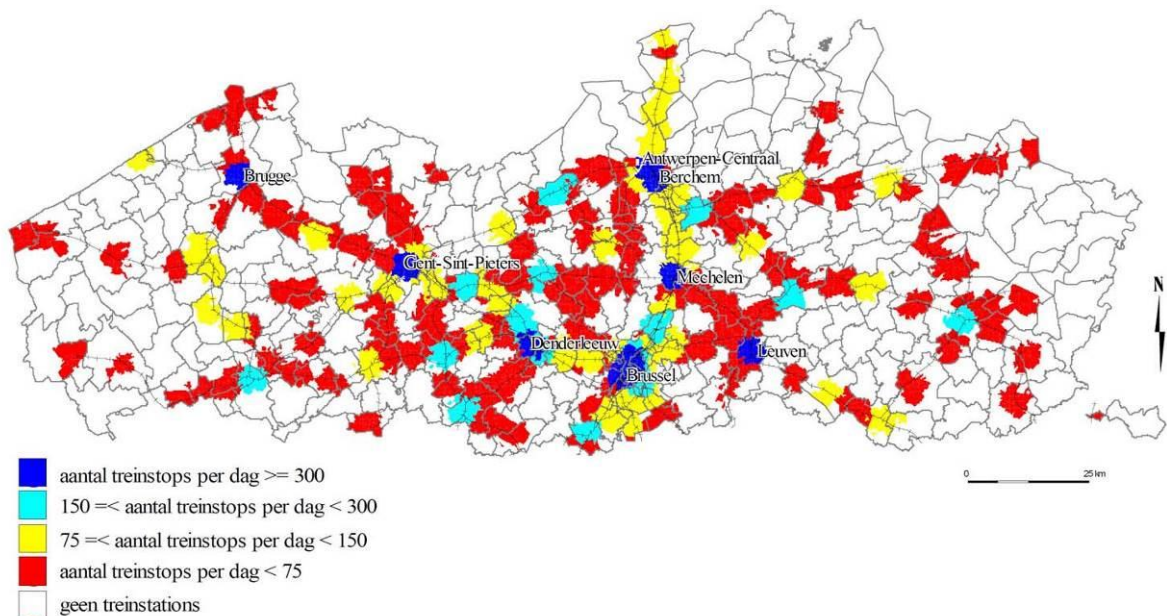 Antwerpen-Centraal
Berchem
Brugge
Gent-Sint-Pieters
Mechelen
Denderleeuw
Leuven
Brussel
N
0 25 km
aantal treinstops per dag >= 300
150 =< aantal treinstops per dag < 300
75 =< aantal treinstops per dag < 150
aantal treinstops per dag < 75
geen treinstations